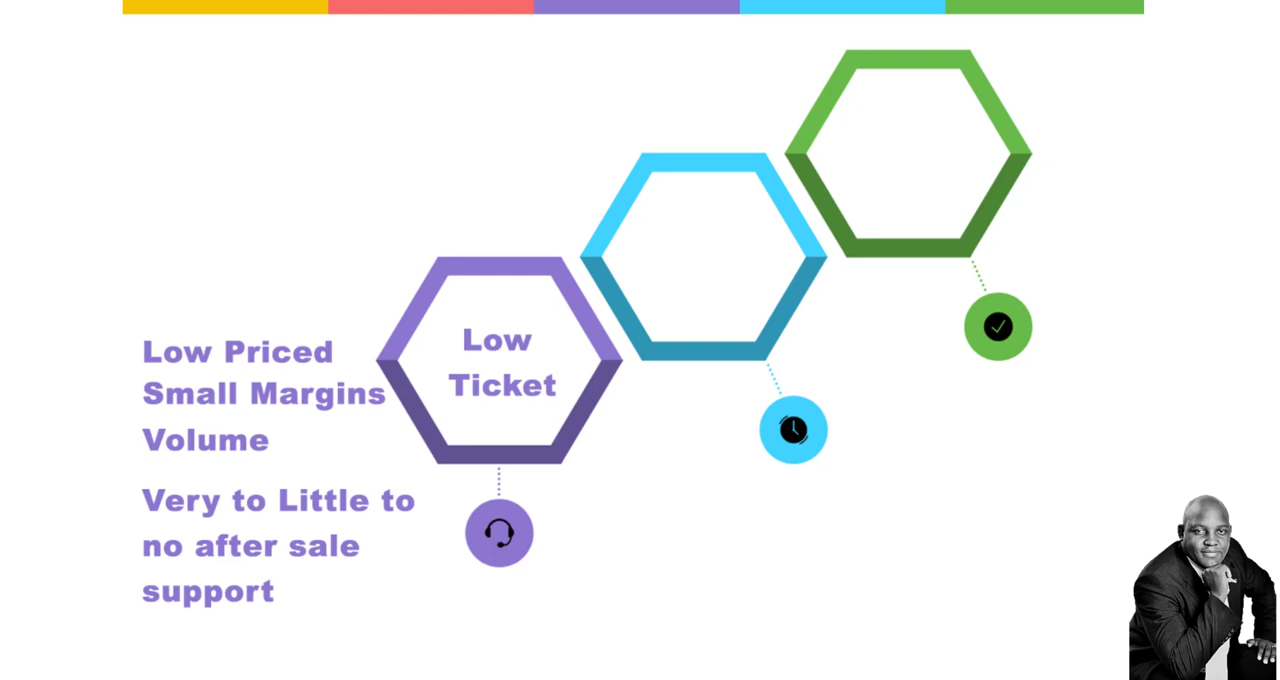 Low Priced
Small Margins
Volume
Very to Little to
no after sale
support
Low
Ticket